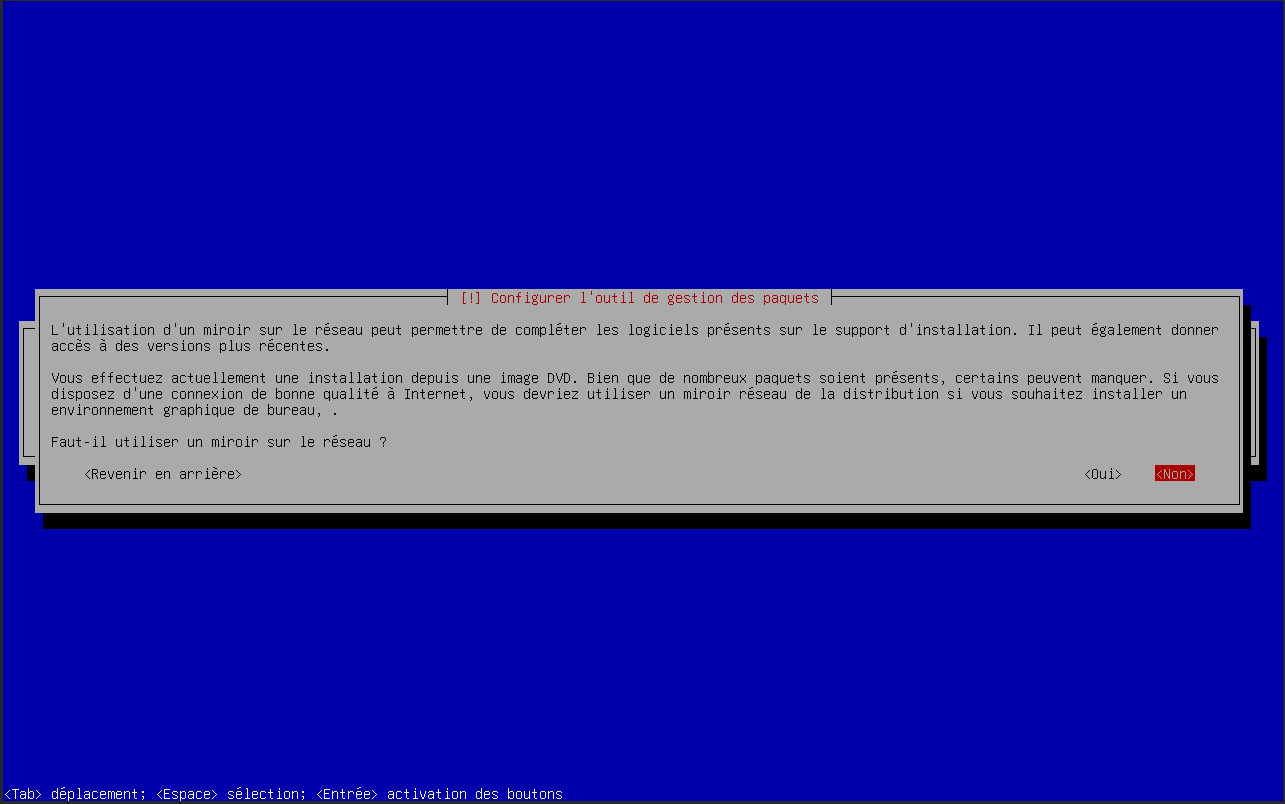 [!] Configurer l'outil de gestion des paquets
L'utilisation d'un miroir sur le réseau peut permettre de compléter les logiciels présents sur le support d'installation. Il peut également donner
accès à des versions plus récentes.
Vous effectuez actuellement une installation depuis une image DVD. Bien que de nombreux paquets soient présents, certains peuvent manquer. Si vous
disposez d'une connexion de bonne qualité à Internet, vous devriez utiliser un miroir réseau de la distribution si vous souhaitez installer un
environnement graphique de bureau, .
Faut-il utiliser un miroir sur le réseau ?
<Revenir en arrière> <Oui> <Non>
<Tab> déplacement; <Espace> sélection; <Entrée> activation des boutons